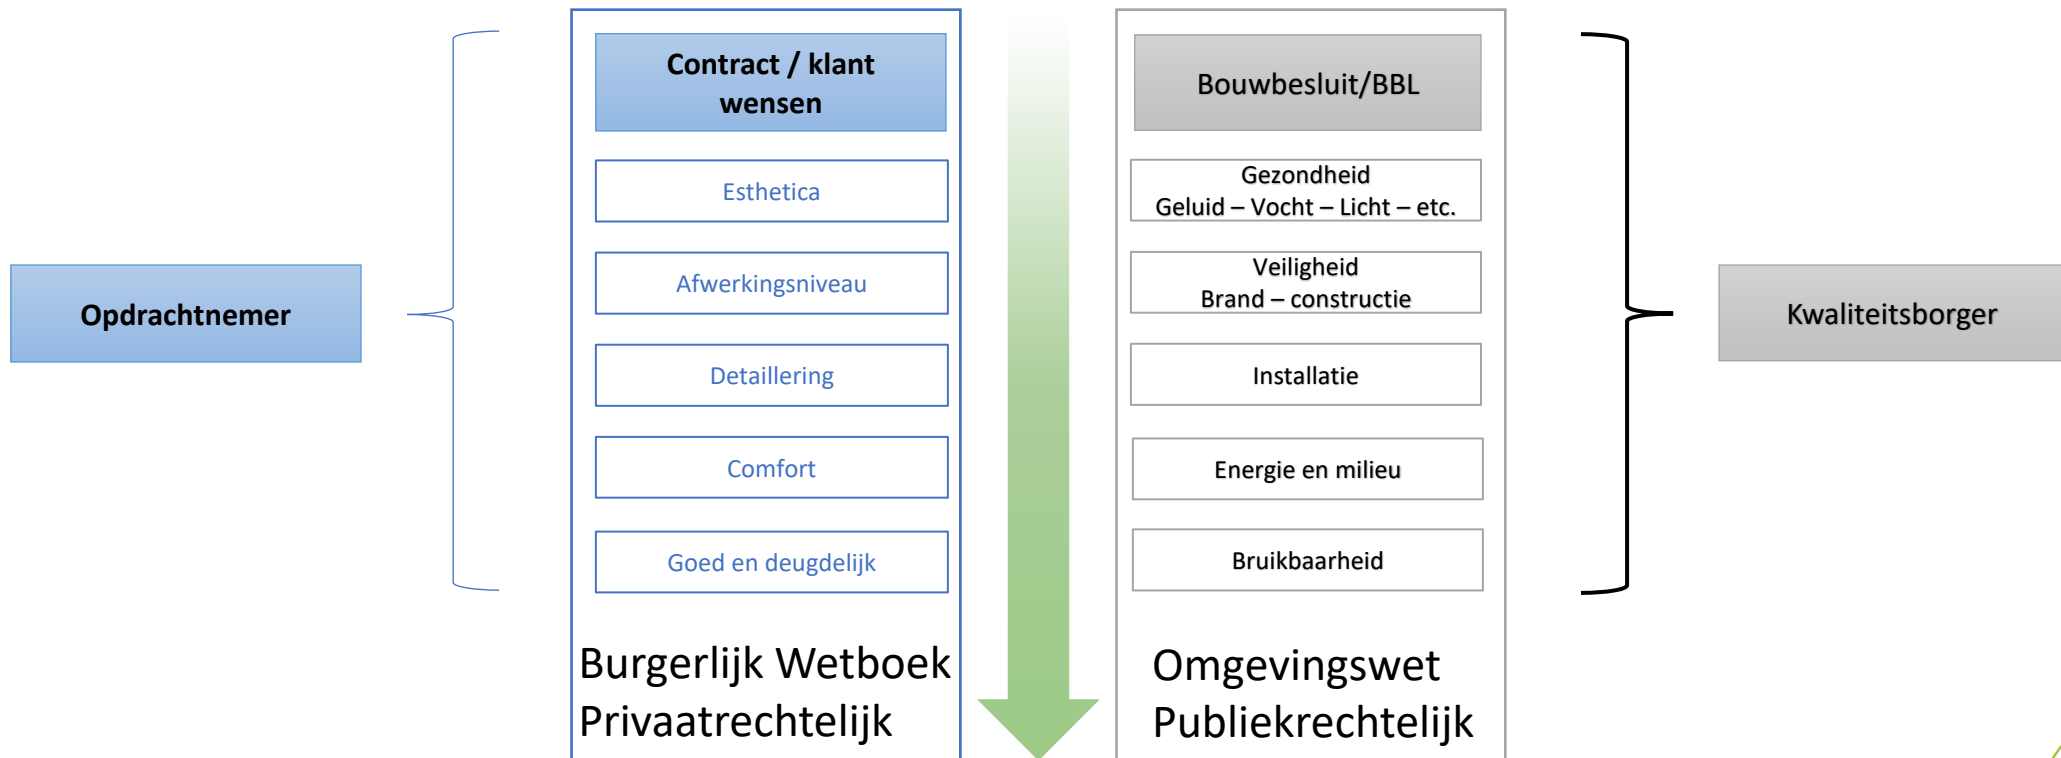 Opdrachtnemer
Contract / klant
wensen
Esthetica
Afwerkingsniveau
Detaillering
Comfort
Goed en deugdelijk
Burgerlijk Wetboek
Privaatrechtelijk
Bouwbesluit/BBL
Gezondheid
Geluid – Vocht – Licht – etc.
Veiligheid
Brand – constructie
Installatie
Energie en milieu
Bruikbaarheid
Omgevingswet
Publiekrechtelijk
Kwaliteitsborger